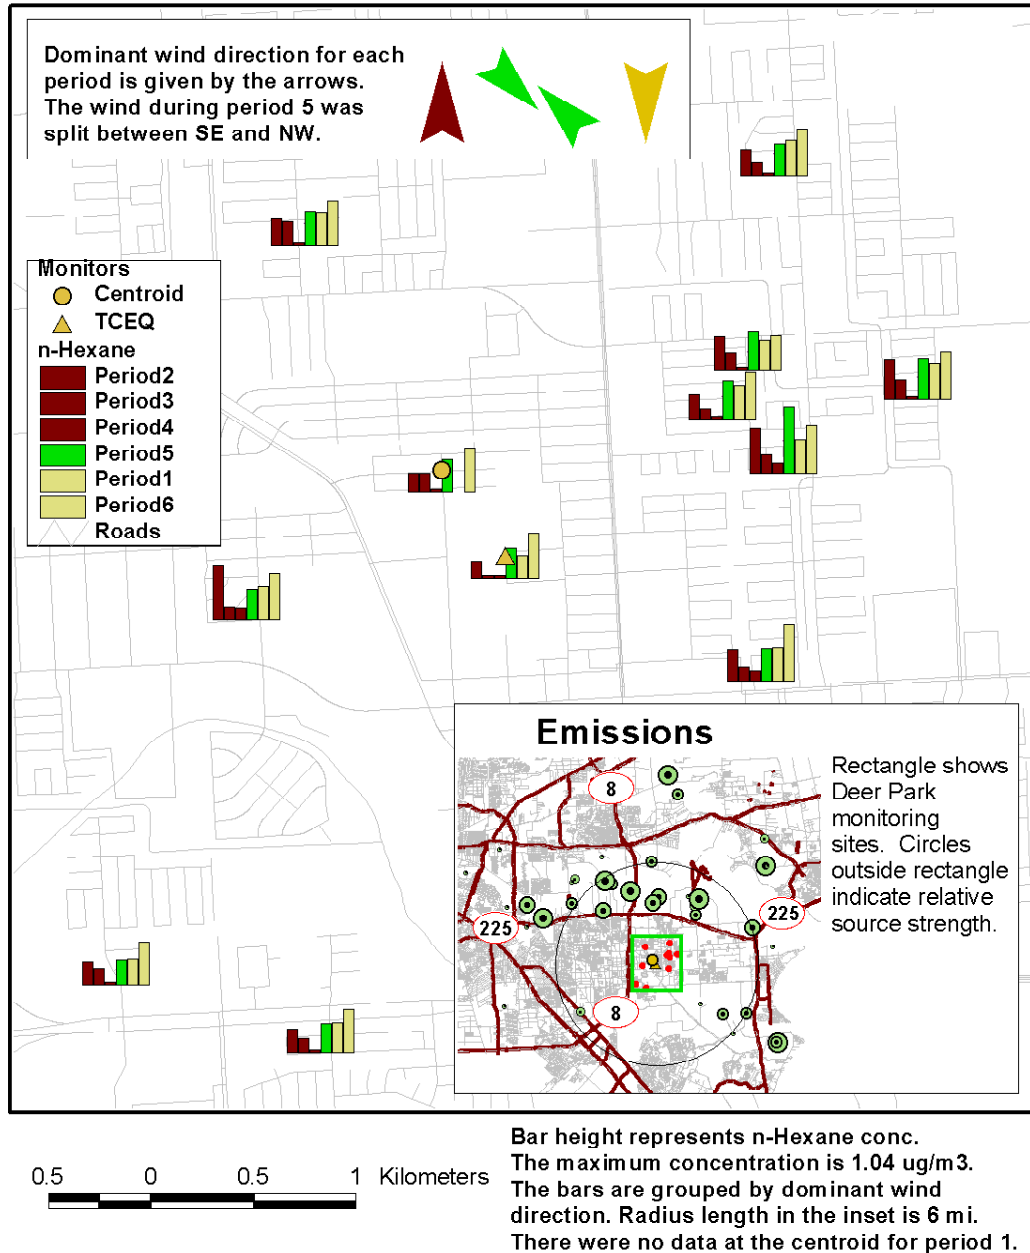 Dominant wind direction for each
period is given by the arrows.
The wind during period 5 was
split between SE and NW.
Monitors
Centroid
TCEQ
n-Hexane
Period2
Period3
Period4
Period5
Period1
Period6
Roads
Emissions
Rectangle shows
Deer Park
monitoring
sites. Circles
outside rectangle
indicate relative
source strength.
8
225
225
8
0.5 0 0.5 1 Kilometers
Bar height represents n-Hexane conc.
The maximum concentration is 1.04 ug/m3.
The bars are grouped by dominant wind
direction. Radius length in the inset is 6 mi.
There were no data at the centroid for period 1.